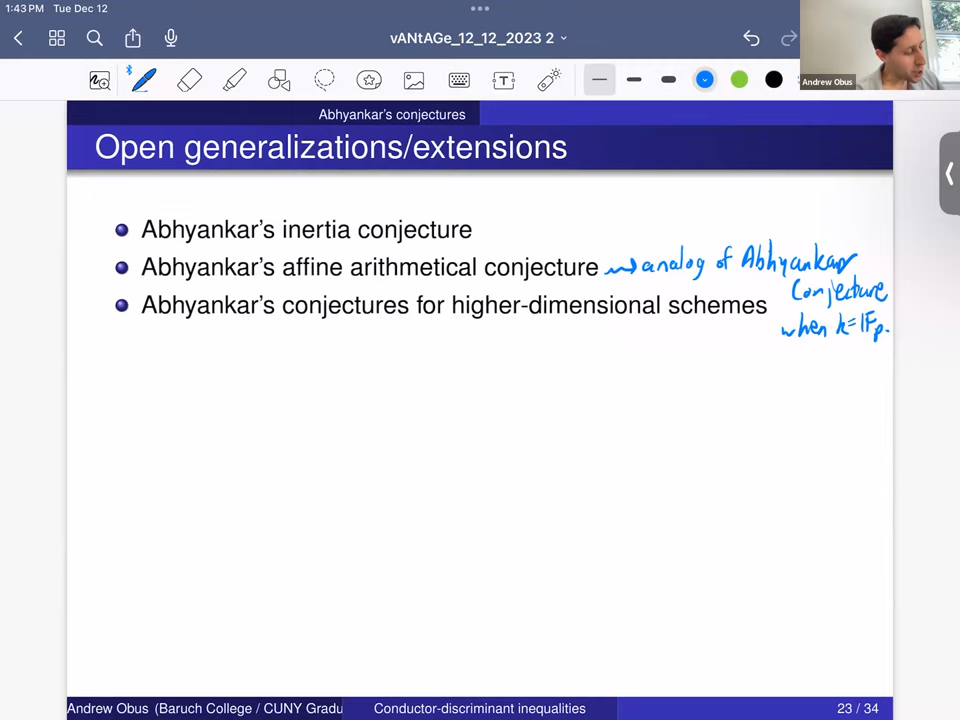 1:43 PM Tue Dec 12
vANtAGe_12_12_2023 2
Andrew Obus
Abhyankar's conjectures
Open generalizations/extensions
Abhyankar's inertia conjecture
Abhyankar's affine arithmetical conjecture ⇝ analog of Abhyankar
Conjecture
when k=𝔽p.
Abhyankar's conjectures for higher-dimensional schemes
Andrew Obus (Baruch College / CUNY Gradu
Conductor-discriminant inequalities
23 / 34